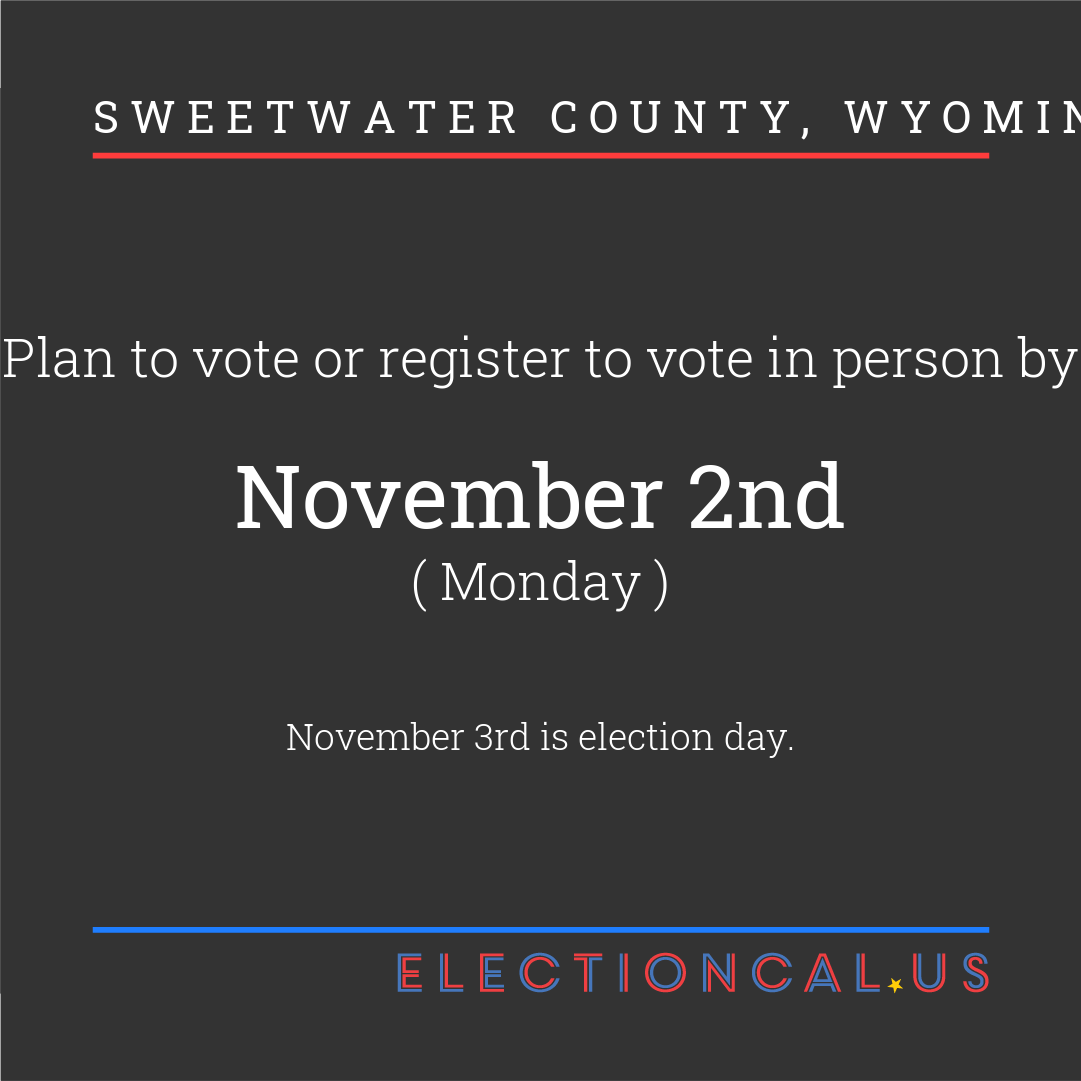 SWEETWATER COUNTY, WYOMIN
Plan to vote or register to vote in person by
November 2nd
( Monday )
November 3rd is election day.
ELECTIONCAL.US